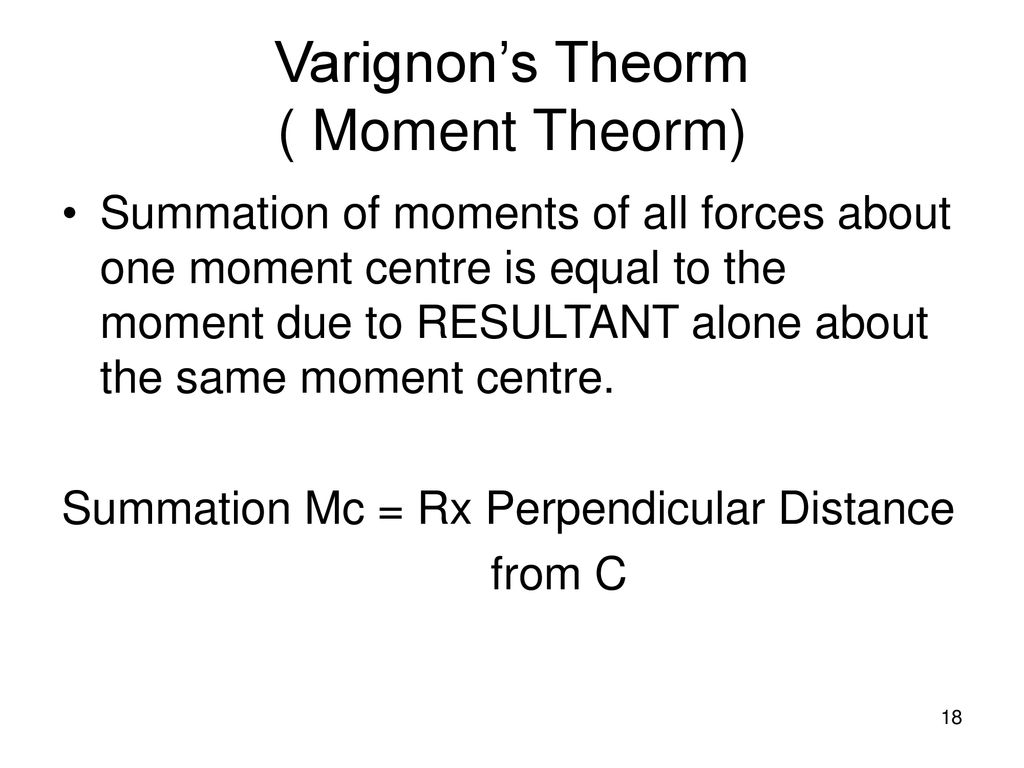 Varignon’s Theorm
( Moment Theorm)
• Summation of moments of all forces about
one moment centre is equal to the
moment due to RESULTANT alone about
the same moment centre.
Summation Mc = Rx Perpendicular Distance
from C
18